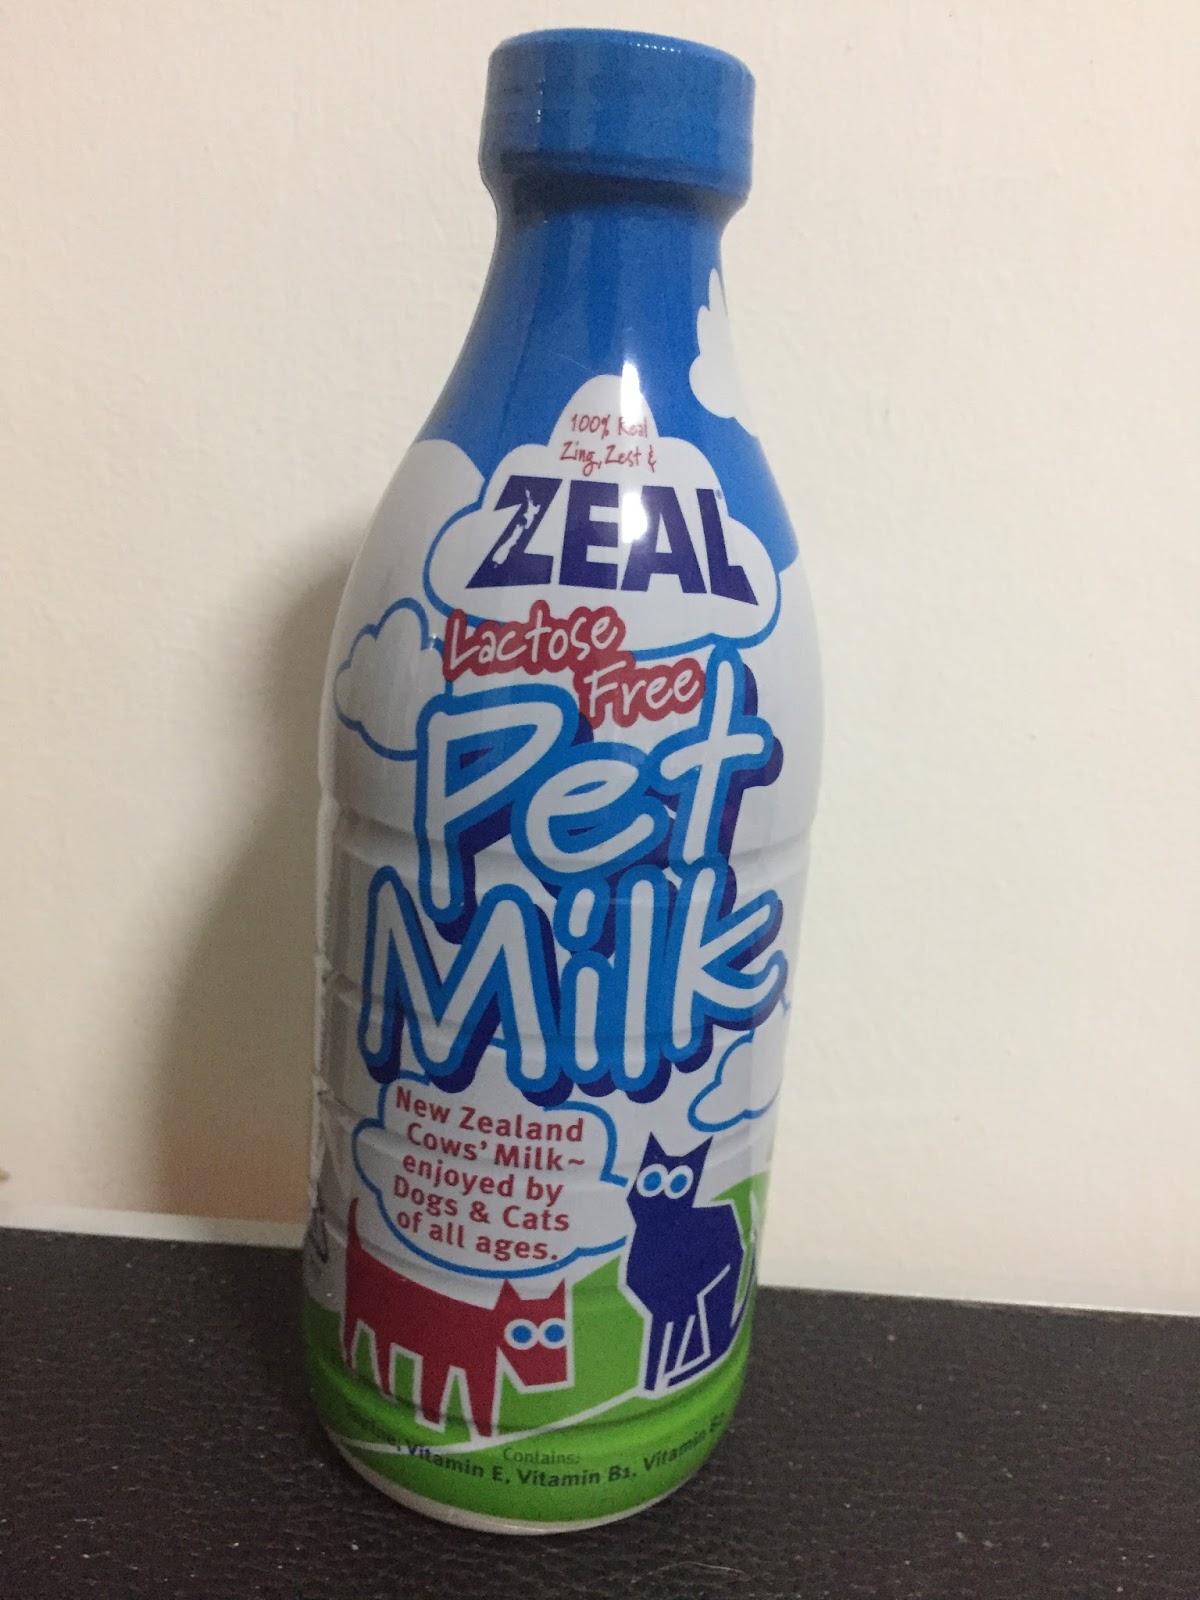 100% Real
Zing, Zest &
ZEAL®
Lactose
Free
Pet
Milk
New Zealand
Cows' Milk~
enjoyed by
Dogs & Cats
of all ages.
Contains:
Vitamin E, Vitamin B1, Vitamin